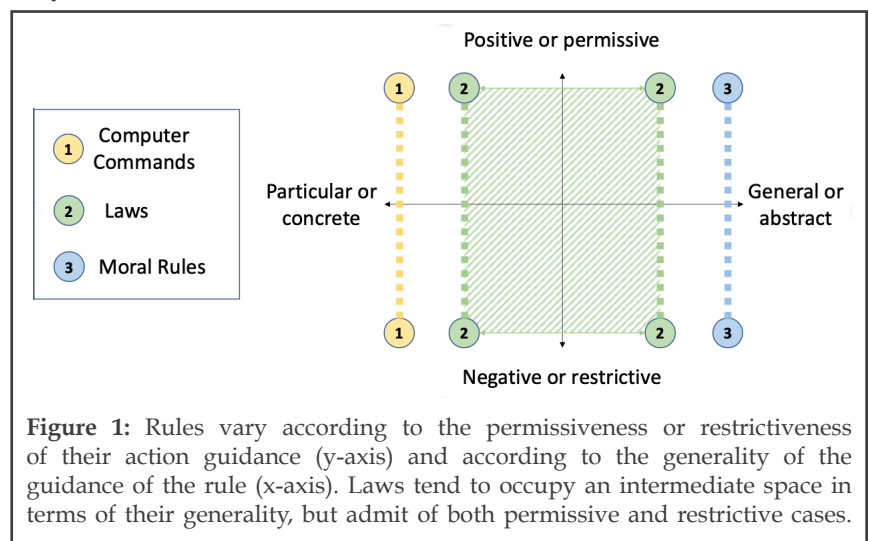 Positive or permissive
1 2 2 3
1 Computer
Commands
2 Laws
3 Moral Rules
Particular or
concrete
General or
abstract
1 2 2 3
Negative or restrictive
Figure 1: Rules vary according to the permissiveness or restrictiveness
of their action guidance (y-axis) and according to the generality of the
guidance of the rule (x-axis). Laws tend to occupy an intermediate space in
terms of their generality, but admit of both permissive and restrictive cases.